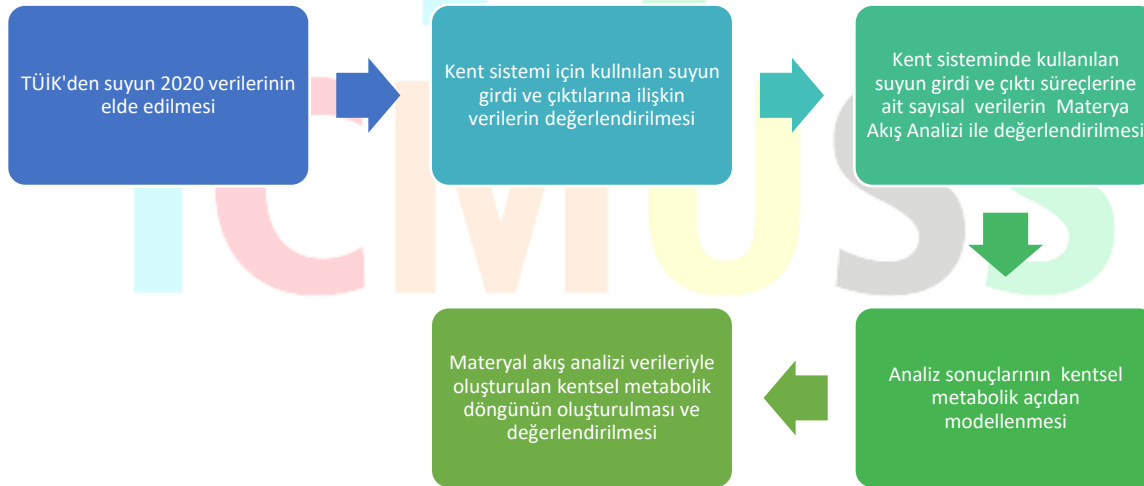 TÜİK'den suyun 2020 verilerinin
elde edilmesi
Kent sistemi için kullnılan suyun
girdi ve çıktılarına ilişkin
verilerin değerlendirilmesi
Kent sisteminde kullanılan
suyun girdi ve çıktı süreçlerine
ait sayısal verilerin Materya
Akış Analizi ile değerlendirilmesi
Analiz sonuçlarının kentsel
metabolik açıdan
modellenmesi
Materyal akış analizi verileriyle
oluşturulan kentsel metabolik
döngünün oluşturulması ve
değerlendirilmesi